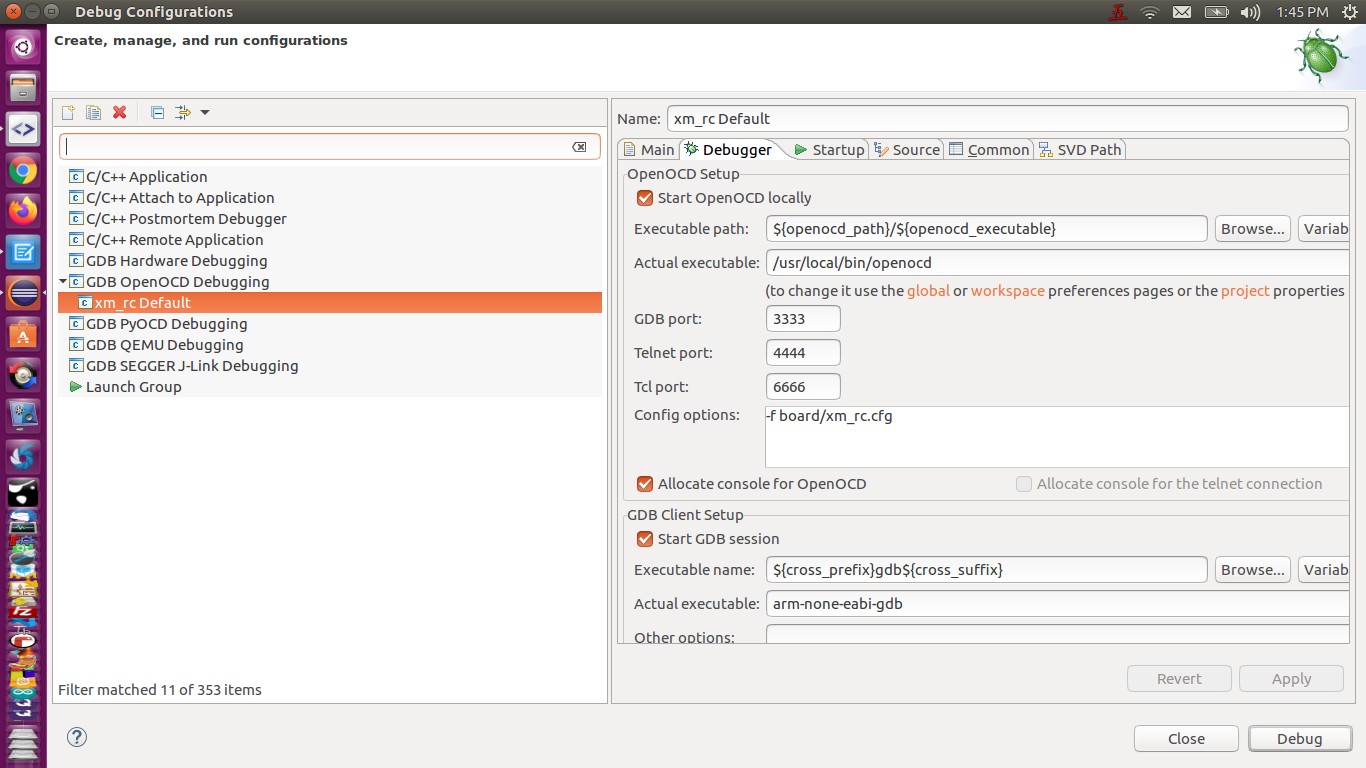 Debug Configurations
五
1:45 PM
Create, manage, and run configurations
C/C++ Application
C/C++ Attach to Application
C/C++ Postmortem Debugger
C/C++ Remote Application
GDB Hardware Debugging
GDB OpenOCD Debugging
xm_rc Default
GDB PyOCD Debugging
GDB QEMU Debugging
GDB SEGGER J-Link Debugging
Launch Group
Filter matched 11 of 353 items
Name: xm_rc Default
Main Debugger Startup Source Common SVD Path
OpenOCD Setup
Start OpenOCD locally
Executable path: ${openocd_path}/${openocd_executable} Browse... Variab
Actual executable: /usr/local/bin/openocd
(to change it use the global or workspace preferences pages or the project properties
GDB port: 3333
Telnet port: 4444
Tcl port: 6666
Config options: -f board/xm_rc.cfg
Allocate console for OpenOCD Allocate console for the telnet connection
GDB Client Setup
Start GDB session
Executable name: ${cross_prefix}gdb${cross_suffix} Browse... Variab
Actual executable: arm-none-eabi-gdb
Other options:
Revert Apply
Close Debug